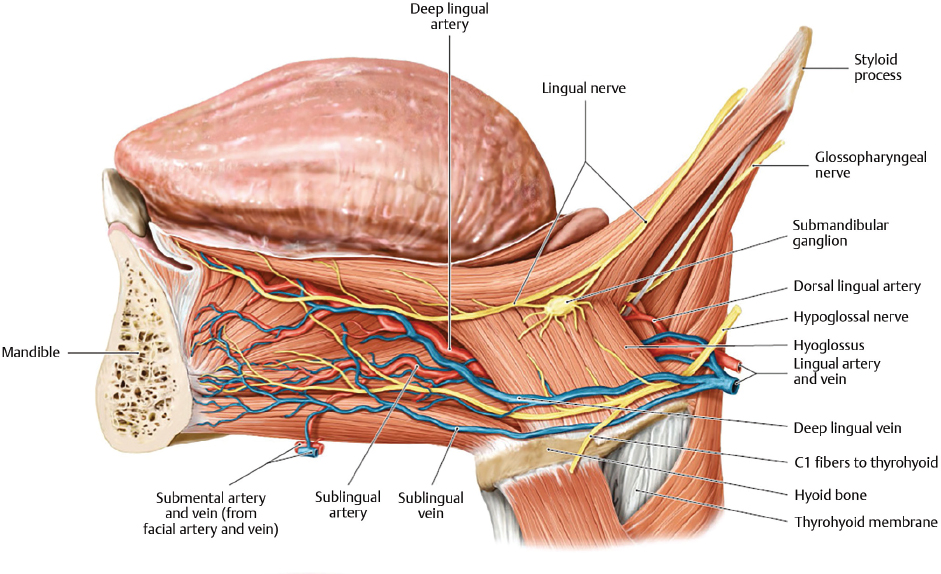 Deep lingual
artery
Lingual nerve
Styloid
process
Glossopharyngeal
nerve
Submandibular
ganglion
Dorsal lingual artery
Hypoglossal nerve
Hyoglossus
Lingual artery
and vein
Mandible
Deep lingual vein
C1 fibers to thyrohyoid
Hyoid bone
Thyrohyoid membrane
Submental artery
and vein (from
facial artery and vein)
Sublingual
artery
Sublingual
vein